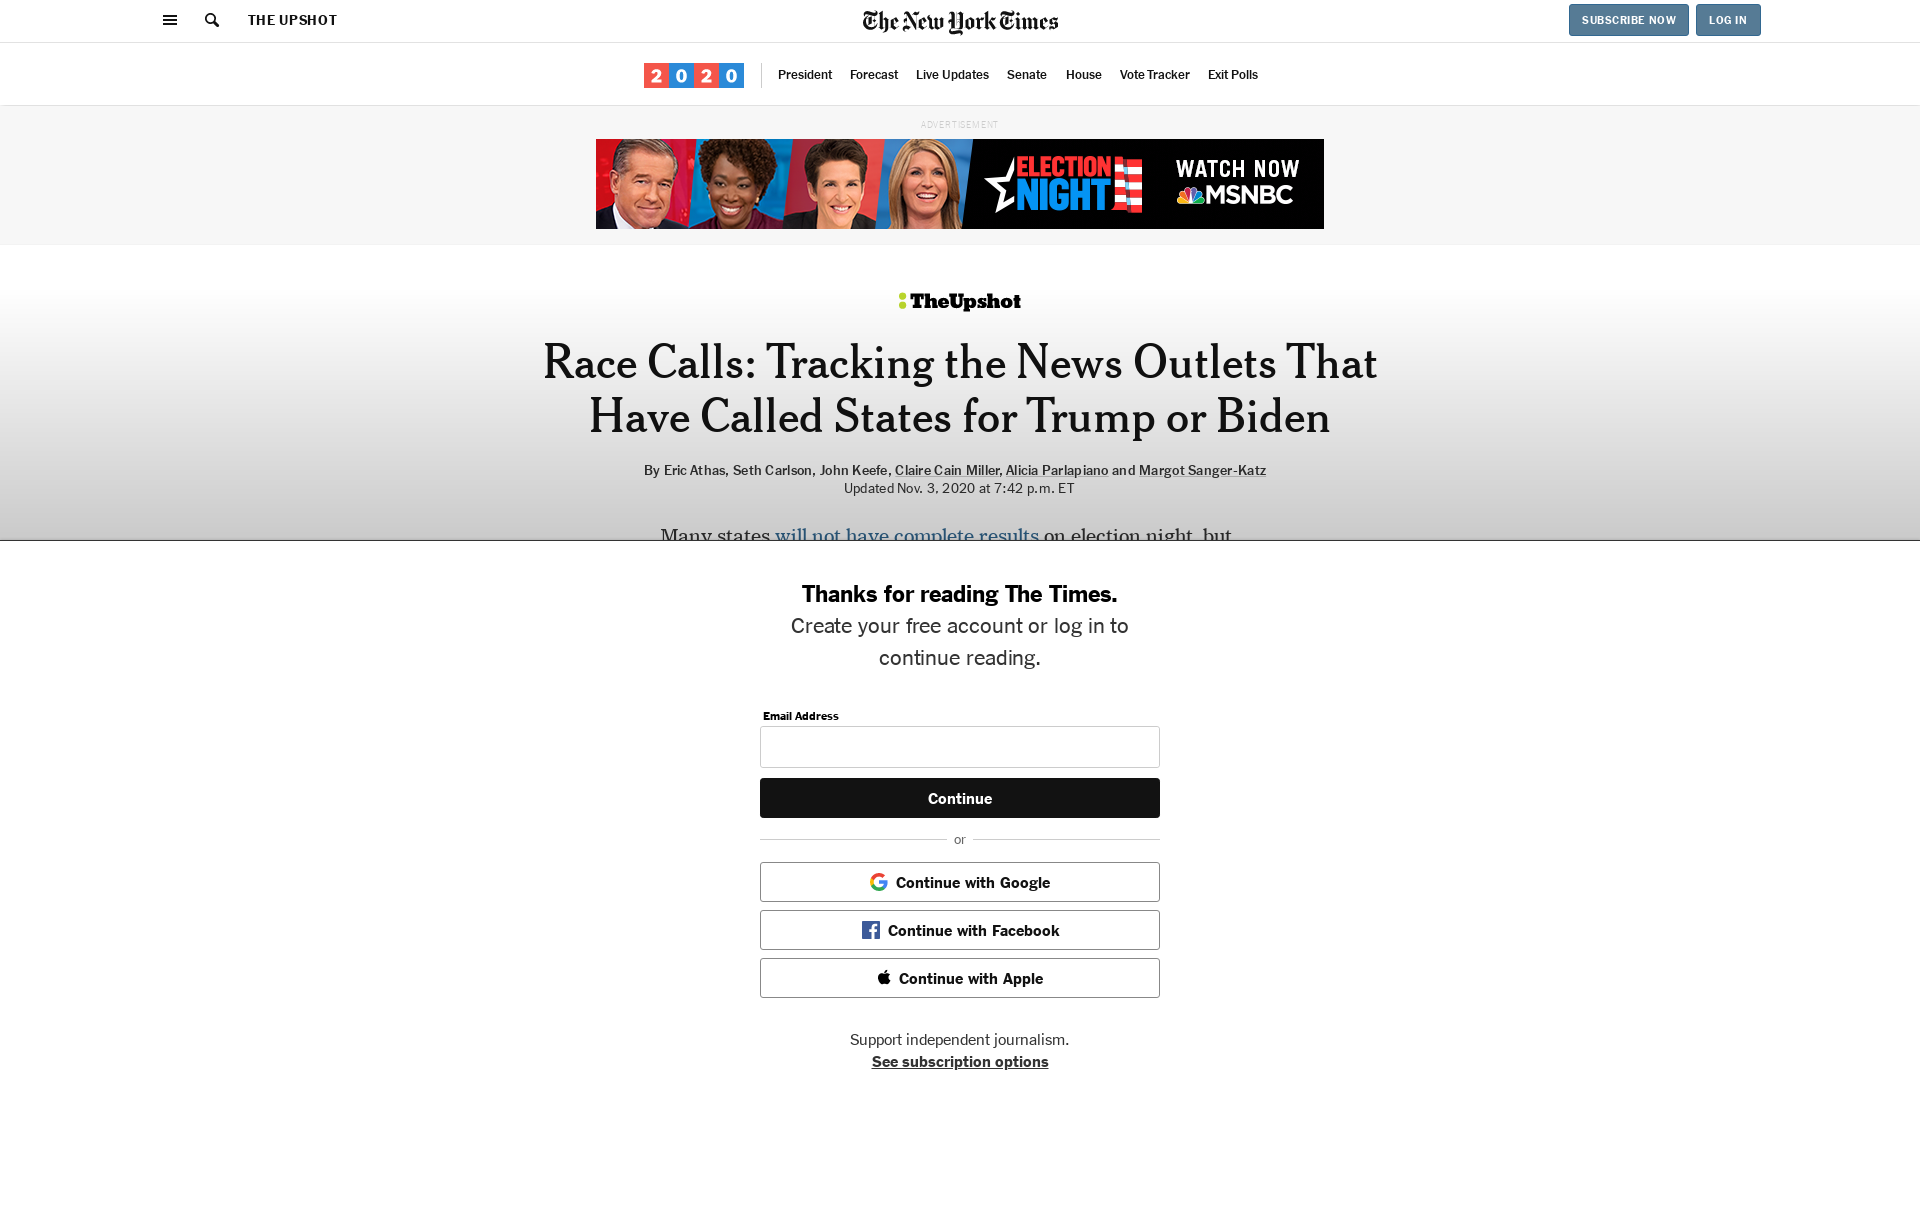 THE UPSHOT
The New York Times
SUBSCRIBE NOW
LOG IN
2020
President
Forecast
Live Updates
Senate
House
Vote Tracker
Exit Polls
ADVERTISEMENT
ELECTION
NIGHT
WATCH NOW
MSNBC
TheUpshot
Race Calls: Tracking the News Outlets That
Have Called States for Trump or Biden
By Eric Athas, Seth Carlson, John Keefe, Claire Cain Miller, Alicia Parlapiano and Margot Sanger-Katz
Updated Nov. 3, 2020 at 7:42 p.m. ET
Many states will not have complete results on election night, but
Thanks for reading The Times.
Create your free account or log in to
continue reading.
Email Address
Continue
or
Continue with Google
Continue with Facebook
Continue with Apple
Support independent journalism.
See subscription options